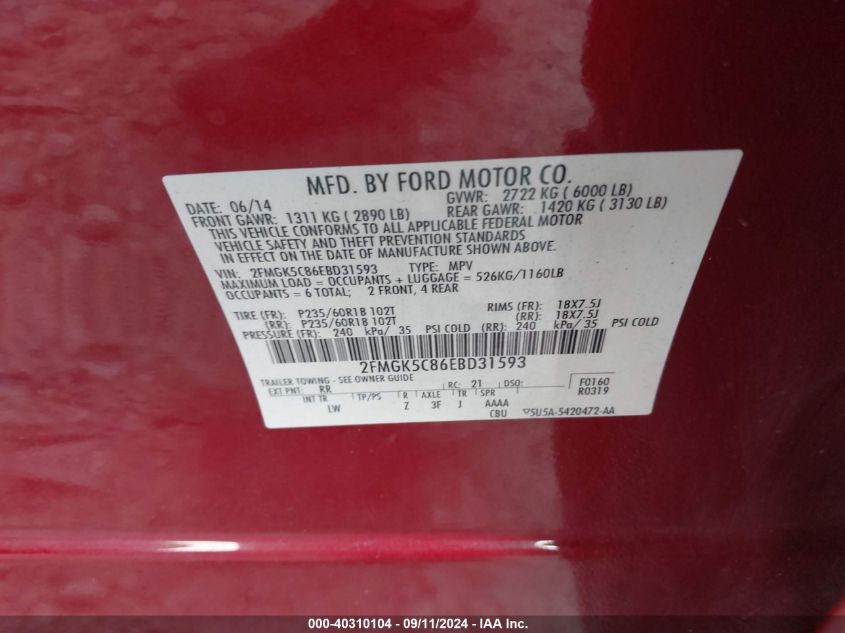 MFD. BY FORD MOTOR CO.
DATE: 06/14 GVWR: 2722 KG ( 6000 LB)
FRONT GAWR: 1311 KG ( 2890 LB) REAR GAWR: 1420 KG ( 3130 LB)
THIS VEHICLE CONFORMS TO ALL APPLICABLE FEDERAL MOTOR
VEHICLE SAFETY AND THEFT PREVENTION STANDARDS
IN EFFECT ON THE DATE OF MANUFACTURE SHOWN ABOVE.
VIN: 2FMGK5C86EBD31593 TYPE: MPV
MAXIMUM LOAD = OCCUPANTS + LUGGAGE = 526KG/1160LB
OCCUPANTS = 6 TOTAL; 2 FRONT, 4 REAR
TIRE (FR): P235/60R18 102T RIMS (FR): 18X7.5J
(RR): P235/60R18 102T (RR): 18X7.5J
PRESSURE (FR): 240 kPa/ 35 PSI COLD (RR): 240 kPa/ 35 PSI COLD
2FMGK5C86EBD31593
TRAILER TOWING - SEE OWNER GUIDE
EXT PNT: RR RC: 21 DSO: F0160
INT TR TP/PS R AXLE TR SPR R0319
LW Z 3F J AAAA
CBU ▽5U5A-5420472-AA
000-40310104 - 09/11/2024 - IAA Inc.